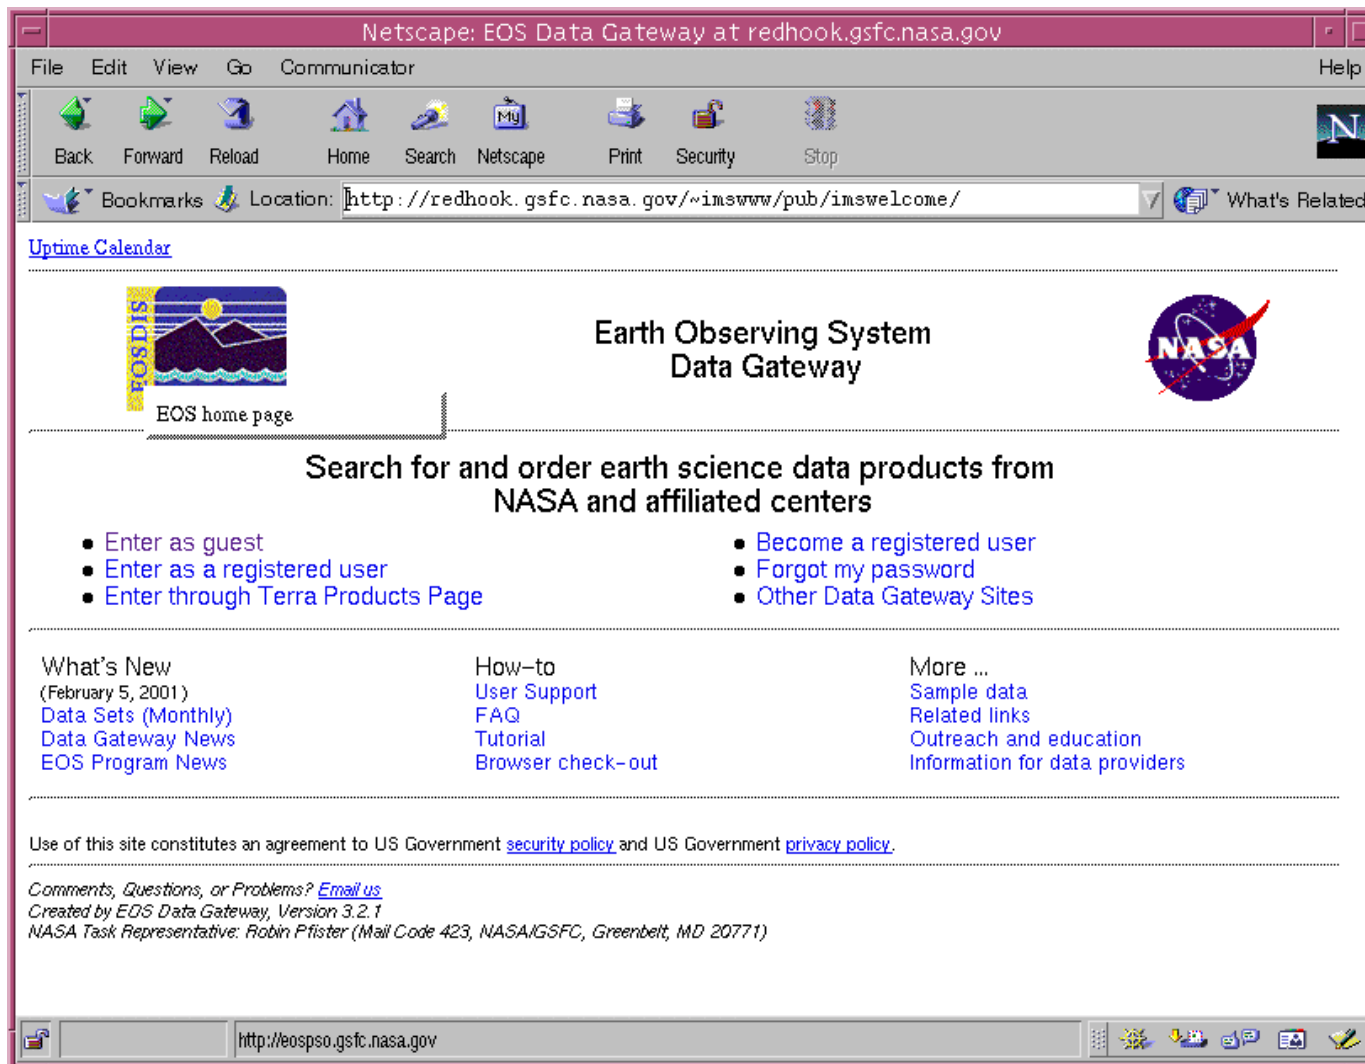 Netscape: EOS Data Gateway at redhook.gsfc.nasa.gov
File Edit View Go Communicator Help
My
N
Back Forward Reload Home Search Netscape Print Security Stop
Bookmarks Location: http://redhook.gsfc.nasa.gov/~imswww/pub/imswelcome/ What's Related
Uptime Calendar
EOSDIS
Earth Observing System
Data Gateway
NASA
EOS home page
Search for and order earth science data products from
NASA and affiliated centers
Enter as guest
Enter as a registered user
Enter through Terra Products Page
Become a registered user
Forgot my password
Other Data Gateway Sites
What's New
(February 5, 2001)
Data Sets (Monthly)
Data Gateway News
EOS Program News
How-to
User Support
FAQ
Tutorial
Browser check-out
More ...
Sample data
Related links
Outreach and education
Information for data providers
Use of this site constitutes an agreement to US Government security policy and US Government privacy policy.
Comments, Questions, or Problems? Email us
Created by EOS Data Gateway, Version 3.2.1
NASA Task Representative: Robin Pfister (Mail Code 423, NASA/GSFC, Greenbelt, MD 20771)
http://eospso.gsfc.nasa.gov